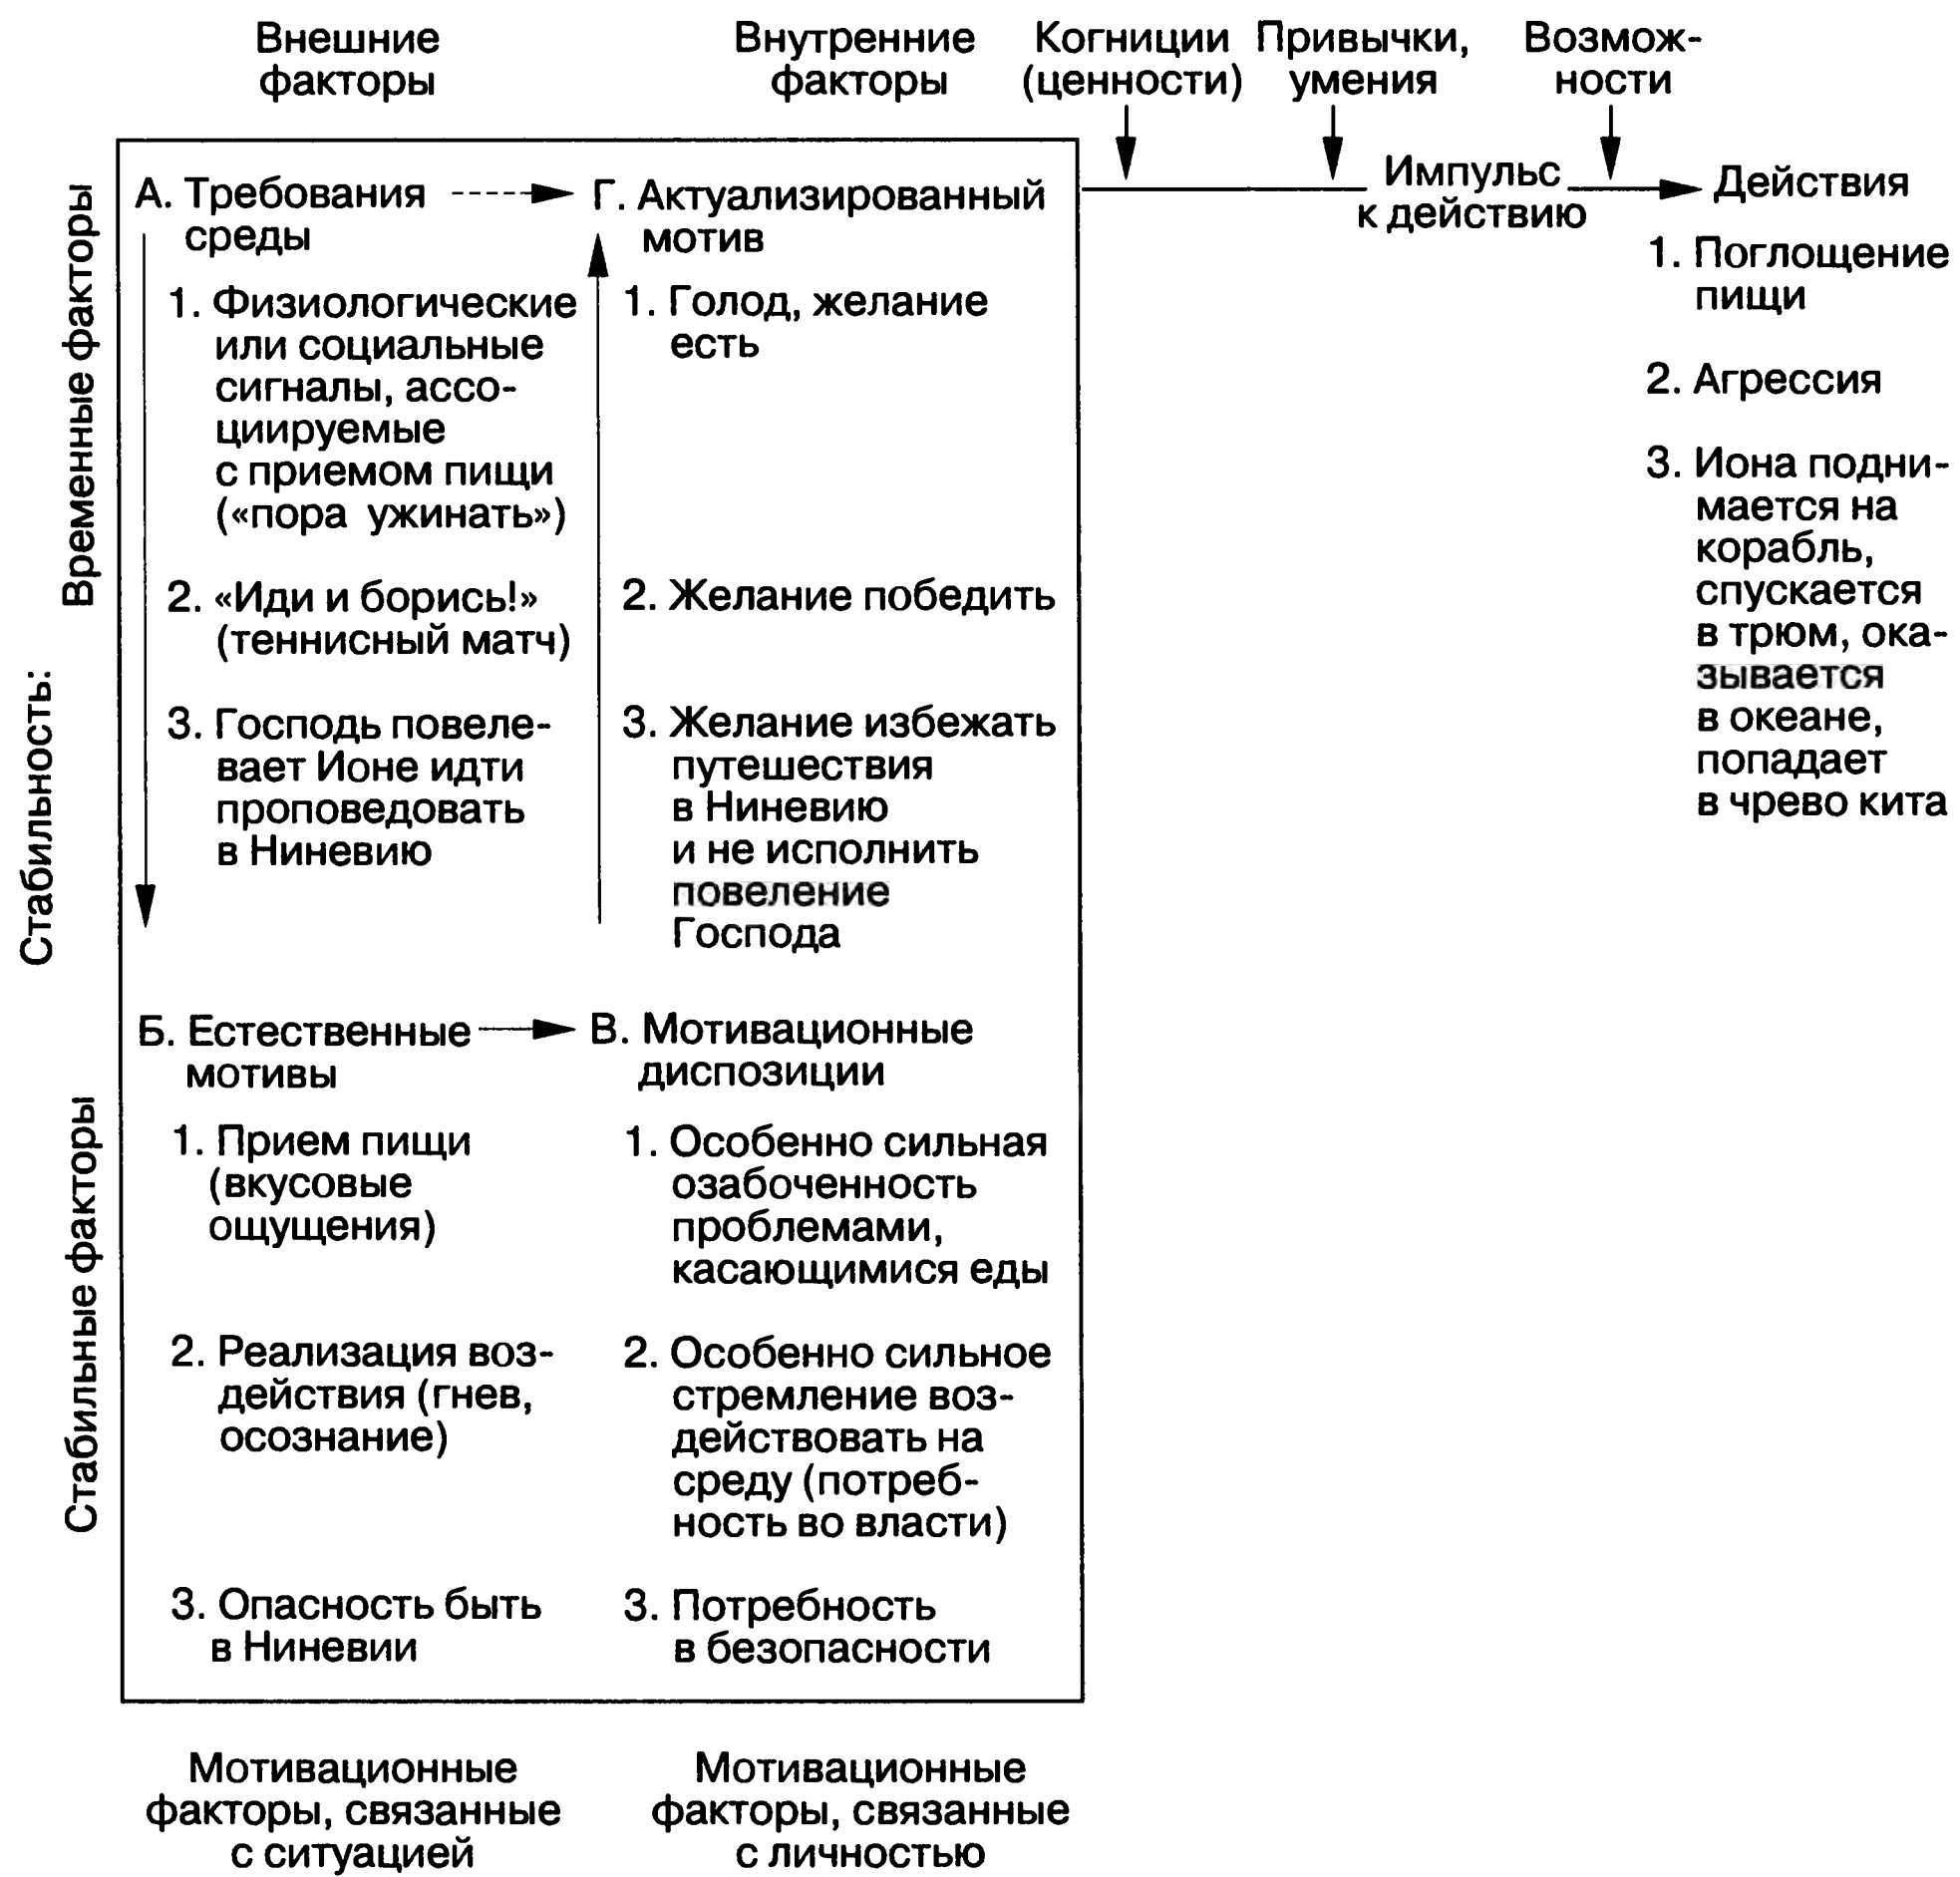 Внешние
факторы
Внутренние
факторы
Когниции
(ценности)
Привычки,
умения
Возмож-
ности
Стабильность:
Временные факторы
Стабильные факторы
А. Требования
среды
1. Физиологические
или социальные
сигналы, ассо-
циируемые
с приемом пищи
(«пора ужинать»)
2. «Иди и борись!»
(теннисный матч)
3. Господь повеле-
вает Ионе идти
проповедовать
в Ниневию
Г. Актуализированный
мотив
1. Голод, желание
есть
2. Желание победить
3. Желание избежать
путешествия
в Ниневию
и не исполнить
повеление
Господа
Импульс
к действию
Действия
1. Поглощение
пищи
2. Агрессия
3. Иона подни-
мается на
корабль,
спускается
в трюм, ока-
зывается
в океане,
попадает
в чрево кита
Б. Естественные
мотивы
1. Прием пищи
(вкусовые
ощущения)
2. Реализация воз-
действия (гнев,
осознание)
3. Опасность быть
в Ниневии
В. Мотивационные
диспозиции
1. Особенно сильная
озабоченность
проблемами,
касающимися еды
2. Особенно сильное
стремление воз-
действовать на
среду (потреб-
ность во власти)
3. Потребность
в безопасности
Мотивационные
факторы, связанные
с ситуацией
Мотивационные
факторы, связанные
с личностью